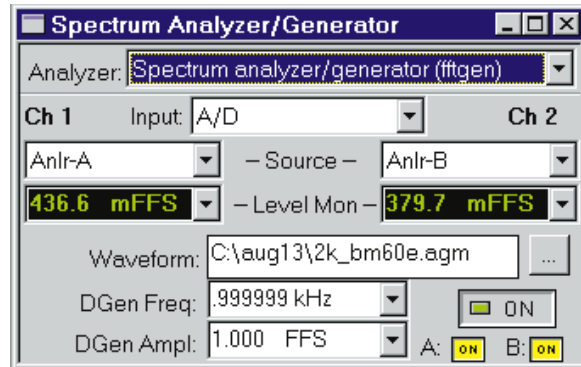 Spectrum Analyzer/Generator
Analyzer: Spectrum analyzer/generator (fftgen)
Ch 1 Input: A/D Ch 2
Anlr-A – Source – Anlr-B
436.6 mFFS – Level Mon – 379.7 mFFS
Waveform: C:\aug13\2k_bm60e.agm ...
DGen Freq: .999999 kHz ON
DGen Ampl: 1.000 FFS A: ON B: ON